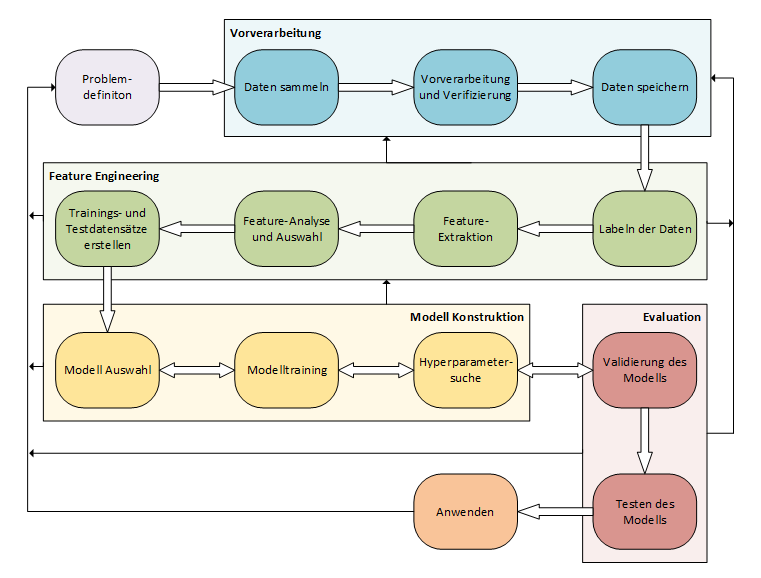 Vorverarbeitung
Problem-
definiton
Daten sammeln
Vorverarbeitung
und Verifizierung
Daten speichern
Feature Engineering
Trainings- und
Testdatensätze
erstellen
Feature-Analyse
und Auswahl
Feature-
Extraktion
Labeln der Daten
Modell Konstruktion
Evaluation
Modell Auswahl
Modelltraining
Hyperparameter-
suche
Validierung des
Modells
Anwenden
Testen des
Modells